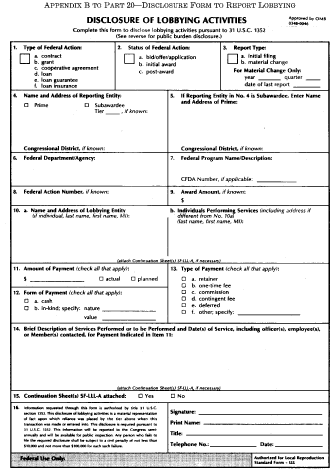 APPENDIX B TO PART 20—DISCLOSURE FORM TO REPORT LOBBYING
DISCLOSURE OF LOBBYING ACTIVITIES
Approved by OMB
0348-0046
Complete this form to disclose lobbying activities pursuant to 31 U.S.C. 1352
(See reverse for public burden disclosure.)
1. Type of Federal Action:
a. contract
b. grant
c. cooperative agreement
d. loan
e. loan guarantee
f. loan insurance
2. Status of Federal Action:
a. bid/offer/application
b. initial award
c. post-award
3. Report Type:
a. initial filing
b. material change
For Material Change Only:
year ______ quarter ____
date of last report ________
4. Name and Address of Reporting Entity:
□ Prime □ Subawardee
Tier ____, if known:
Congressional District, if known:
5. If Reporting Entity in No. 4 is Subawardee, Enter Name
and Address of Prime:
Congressional District, if known:
6. Federal Department/Agency:
7. Federal Program Name/Description:
CFDA Number, if applicable: ________
8. Federal Action Number, if known:
9. Award Amount, if known:
$
10. a. Name and Address of Lobbying Entity
(if individual, last name, first name, MI):
b. Individuals Performing Services (including address if
different from No. 10a)
(last name, first name, MI):
(attach Continuation Sheet(s) SF-LLL-A, if necessary)
11. Amount of Payment (check all that apply):
$ ____________ □ actual □ planned
12. Form of Payment (check all that apply):
□ a. cash
□ b. in-kind; specify: nature ________
value ________
13. Type of Payment (check all that apply):
□ a. retainer
□ b. one-time fee
□ c. commission
□ d. contingent fee
□ e. deferred
□ f. other; specify: ____________
14. Brief Description of Services Performed or to be Performed and Date(s) of Service, including officer(s), employee(s),
or Member(s) contacted, for Payment Indicated in Item 11:
(attach Continuation Sheet(s) SF-LLL-A, if necessary)
15. Continuation Sheet(s) SF-LLL-A attached: □ Yes □ No
16. Information requested through this form is authorized by title 31 U.S.C.
section 1352. This disclosure of lobbying activities is a material representation
of fact upon which reliance was placed by the tier above when this
transaction was made or entered into. This disclosure is required pursuant to
31 U.S.C. 1352. This information will be reported to the Congress semi-
annually and will be available for public inspection. Any person who fails to
file the required disclosure shall be subject to a civil penalty of not less than
$10,000 and not more than $100,000 for each such failure.
Signature: ____________
Print Name: ____________
Title: ____________
Telephone No.: ____________ Date: ________
Federal Use Only:
Authorized for Local Reproduction
Standard Form - LLL